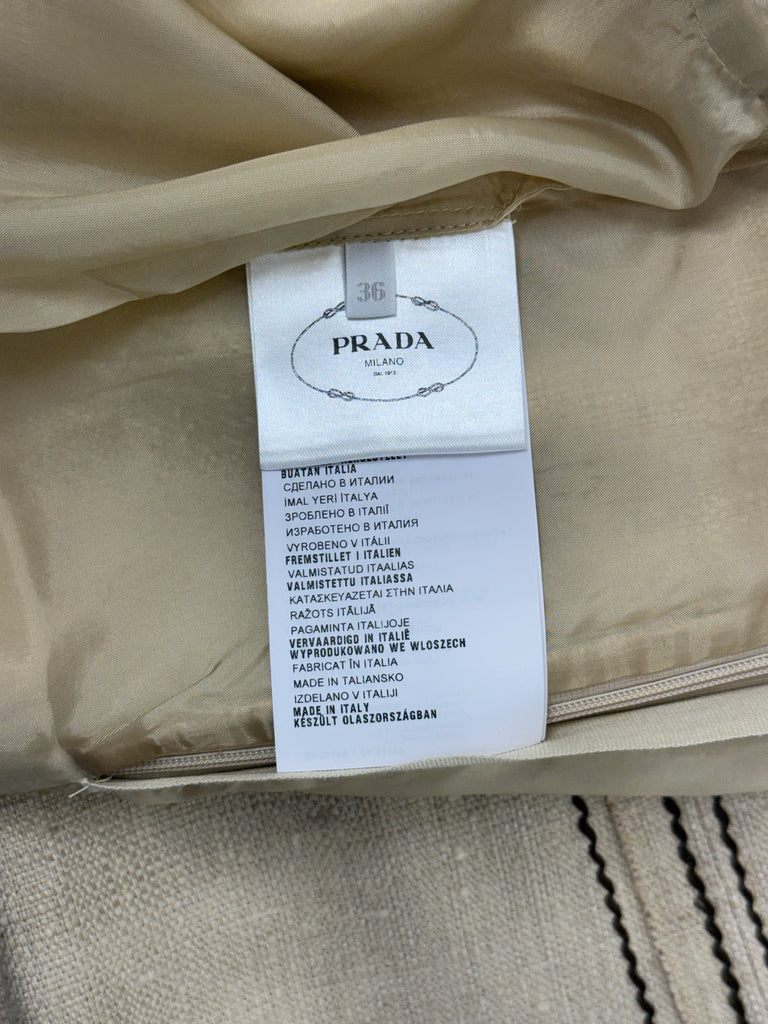 36
PRADA
MILANO
DAL 1913
BUATAN ITALIA
СДЕЛАНО В ИТАЛИИ
İMAL YERİ İTALYA
ЗРОБЛЕНО В ІТАЛІЇ
ИЗРАБОТЕНО В ИТАЛИЯ
VYROBENO V ITÁLII
FREMSTILLET I ITALIEN
VALMISTATUD ITAALIAS
VALMISTETTU ITALIASSA
ΚΑΤΑΣΚΕΥΑΖΕΤΑΙ ΣΤΗΝ ΙΤΑΛΙΑ
RAŽOTS ITĀLIJĀ
PAGAMINTA ITALIJOJE
VERVAARDIGD IN ITALIË
WYPRODUKOWANO WE WLOSZECH
FABRICAT ÎN ITALIA
MADE IN TALIANSKO
IZDELANO V ITALIJI
MADE IN ITALY
KÉSZÜLT OLASZORSZÁGBAN